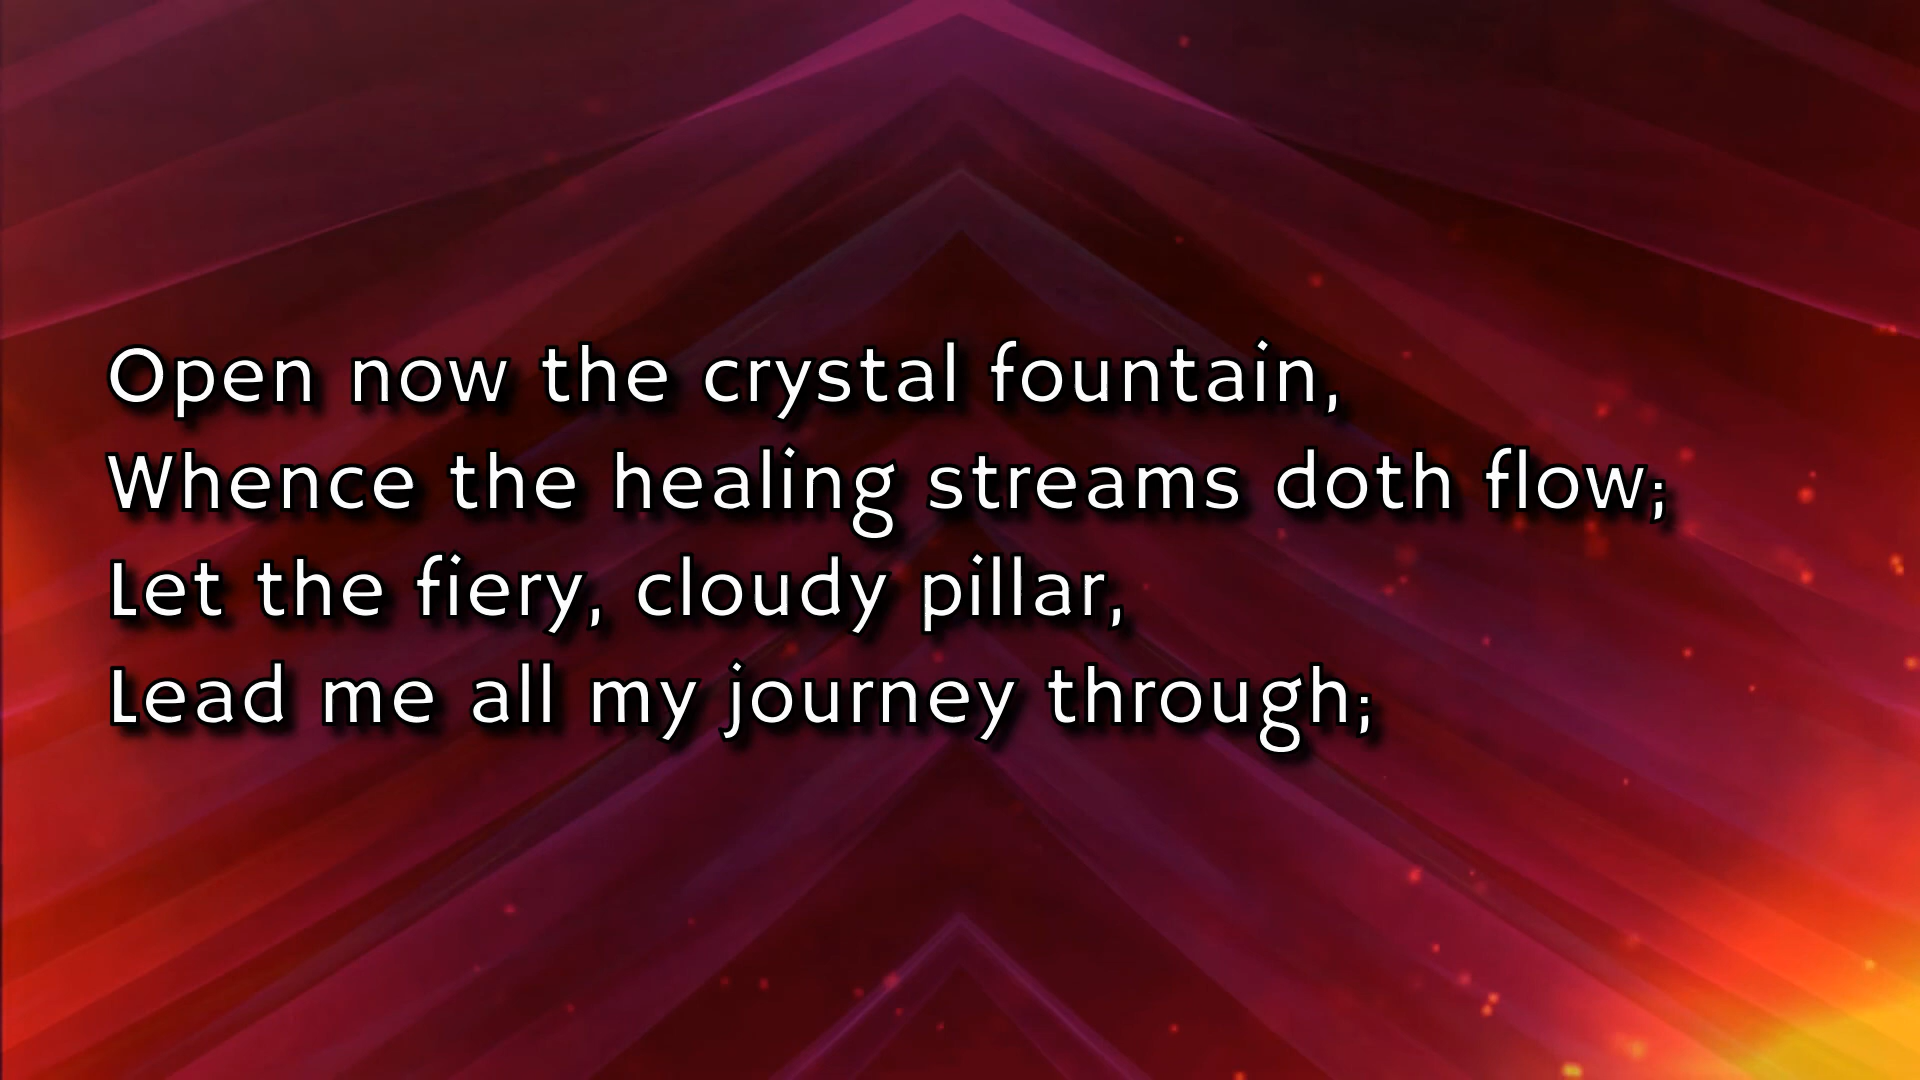 Open now the crystal fountain,
Whence the healing streams doth flow;
Let the fiery, cloudy pillar,
Lead me all my journey through;